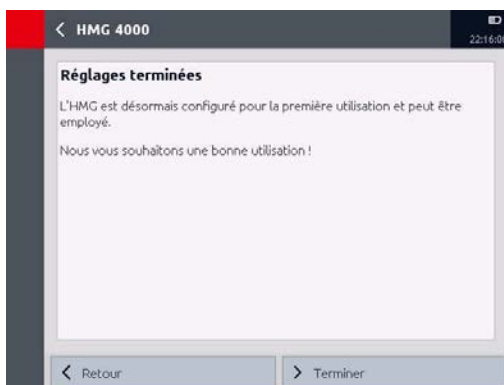 HMG 4000
22:16:00
Réglages terminées
L'HMG est désormais configuré pour la première utilisation et peut être
employé.
Nous vous souhaitons une bonne utilisation !
Retour
Terminer